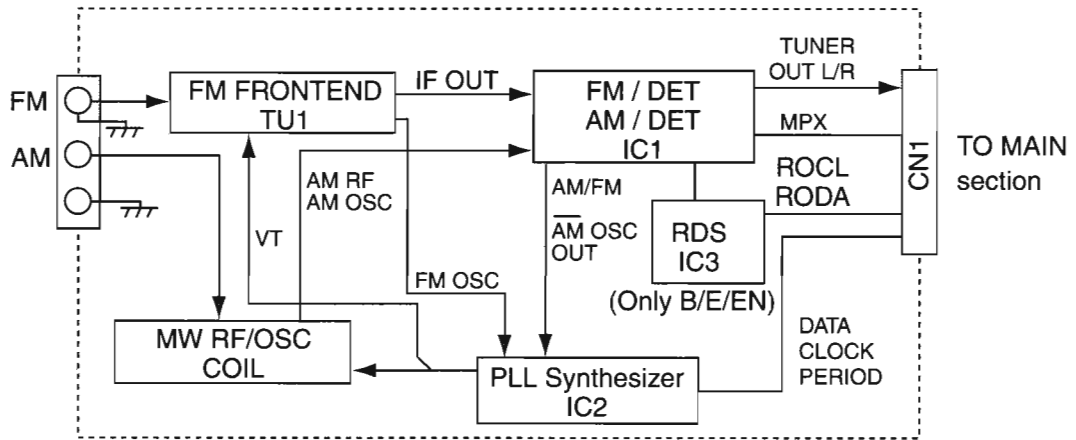 FM
AM
FM FRONTEND
TU1
IF OUT
FM / DET
AM / DET
IC1
TUNER
OUT L/R
MPX
ROCL
RODA
CN1
TO MAIN
section
AM RF
AM OSC
VT
FM OSC
AM/FM
A̅M̅ OSC
OUT
RDS
IC3
(Only B/E/EN)
MW RF/OSC
COIL
PLL Synthesizer
IC2
DATA
CLOCK
PERIOD